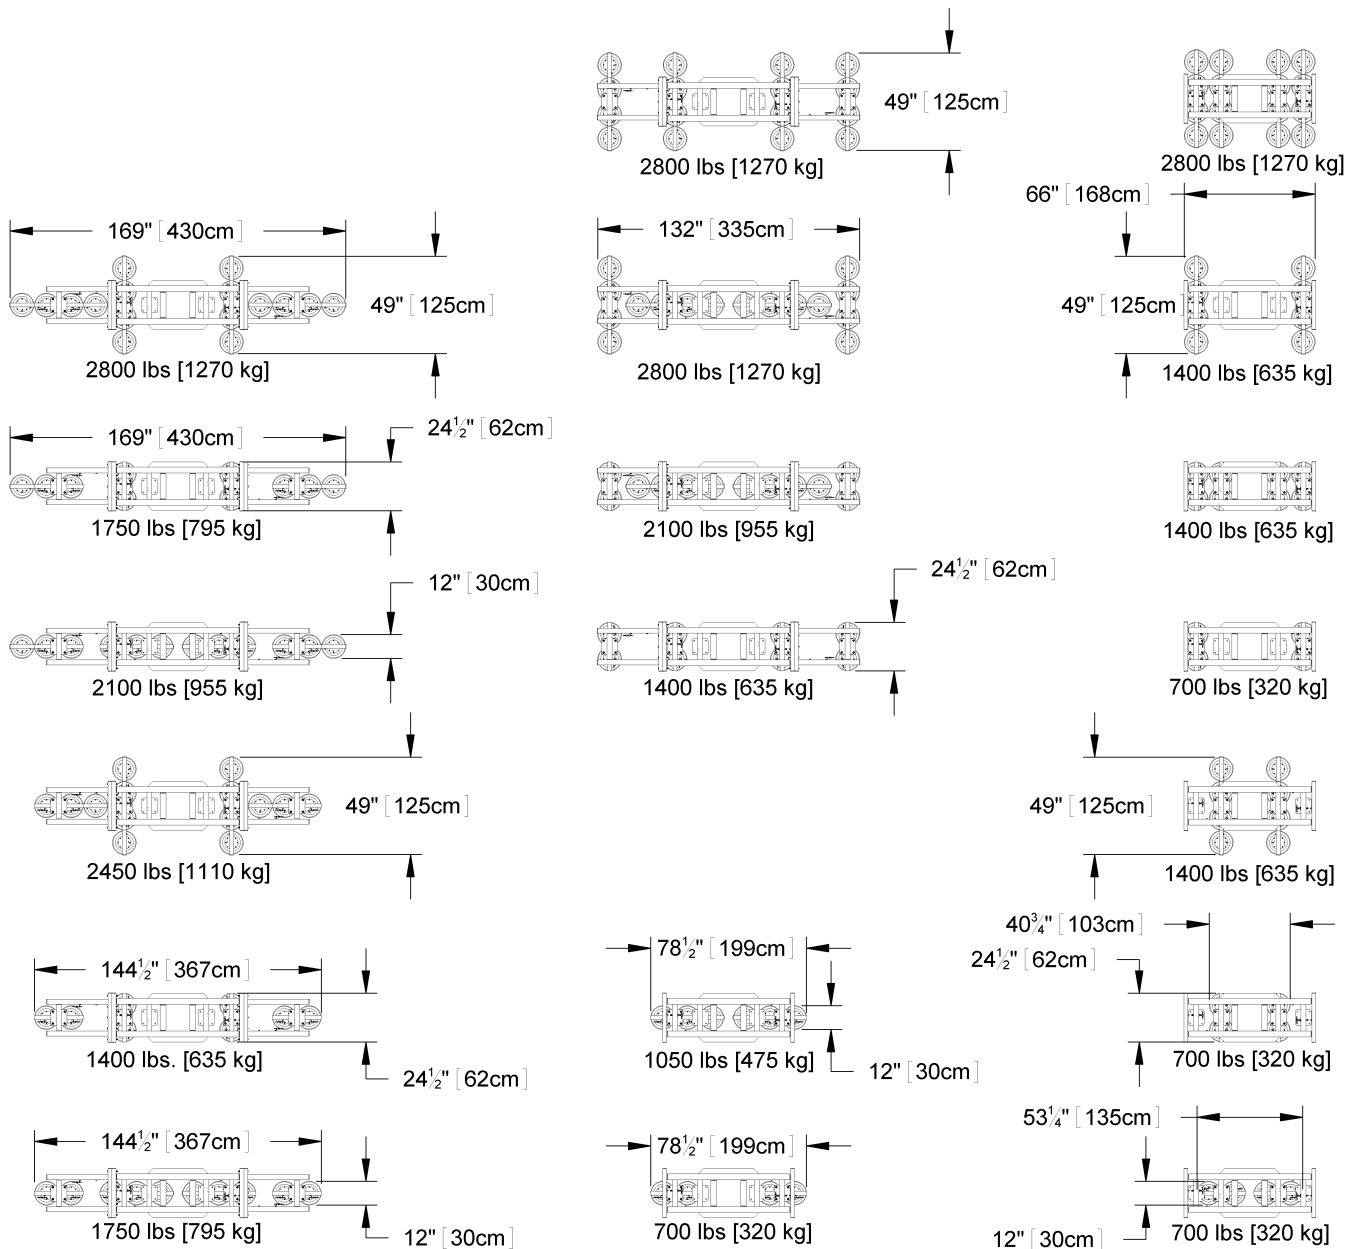 49" [125cm]
2800 lbs [1270 kg]
2800 lbs [1270 kg]
66" [168cm]
169" [430cm]
132" [335cm]
49" [125cm]
49" [125cm]
2800 lbs [1270 kg]
2800 lbs [1270 kg]
1400 lbs [635 kg]
169" [430cm]
24½" [62cm]
1750 lbs [795 kg]
2100 lbs [955 kg]
1400 lbs [635 kg]
12" [30cm]
24½" [62cm]
2100 lbs [955 kg]
1400 lbs [635 kg]
700 lbs [320 kg]
49" [125cm]
49" [125cm]
2450 lbs [1110 kg]
1400 lbs [635 kg]
40¾" [103cm]
78½" [199cm]
24½" [62cm]
144½" [367cm]
1400 lbs. [635 kg]
1050 lbs [475 kg]
700 lbs [320 kg]
24½" [62cm]
12" [30cm]
53¼" [135cm]
144½" [367cm]
78½" [199cm]
1750 lbs [795 kg]
700 lbs [320 kg]
700 lbs [320 kg]
12" [30cm]
12" [30cm]